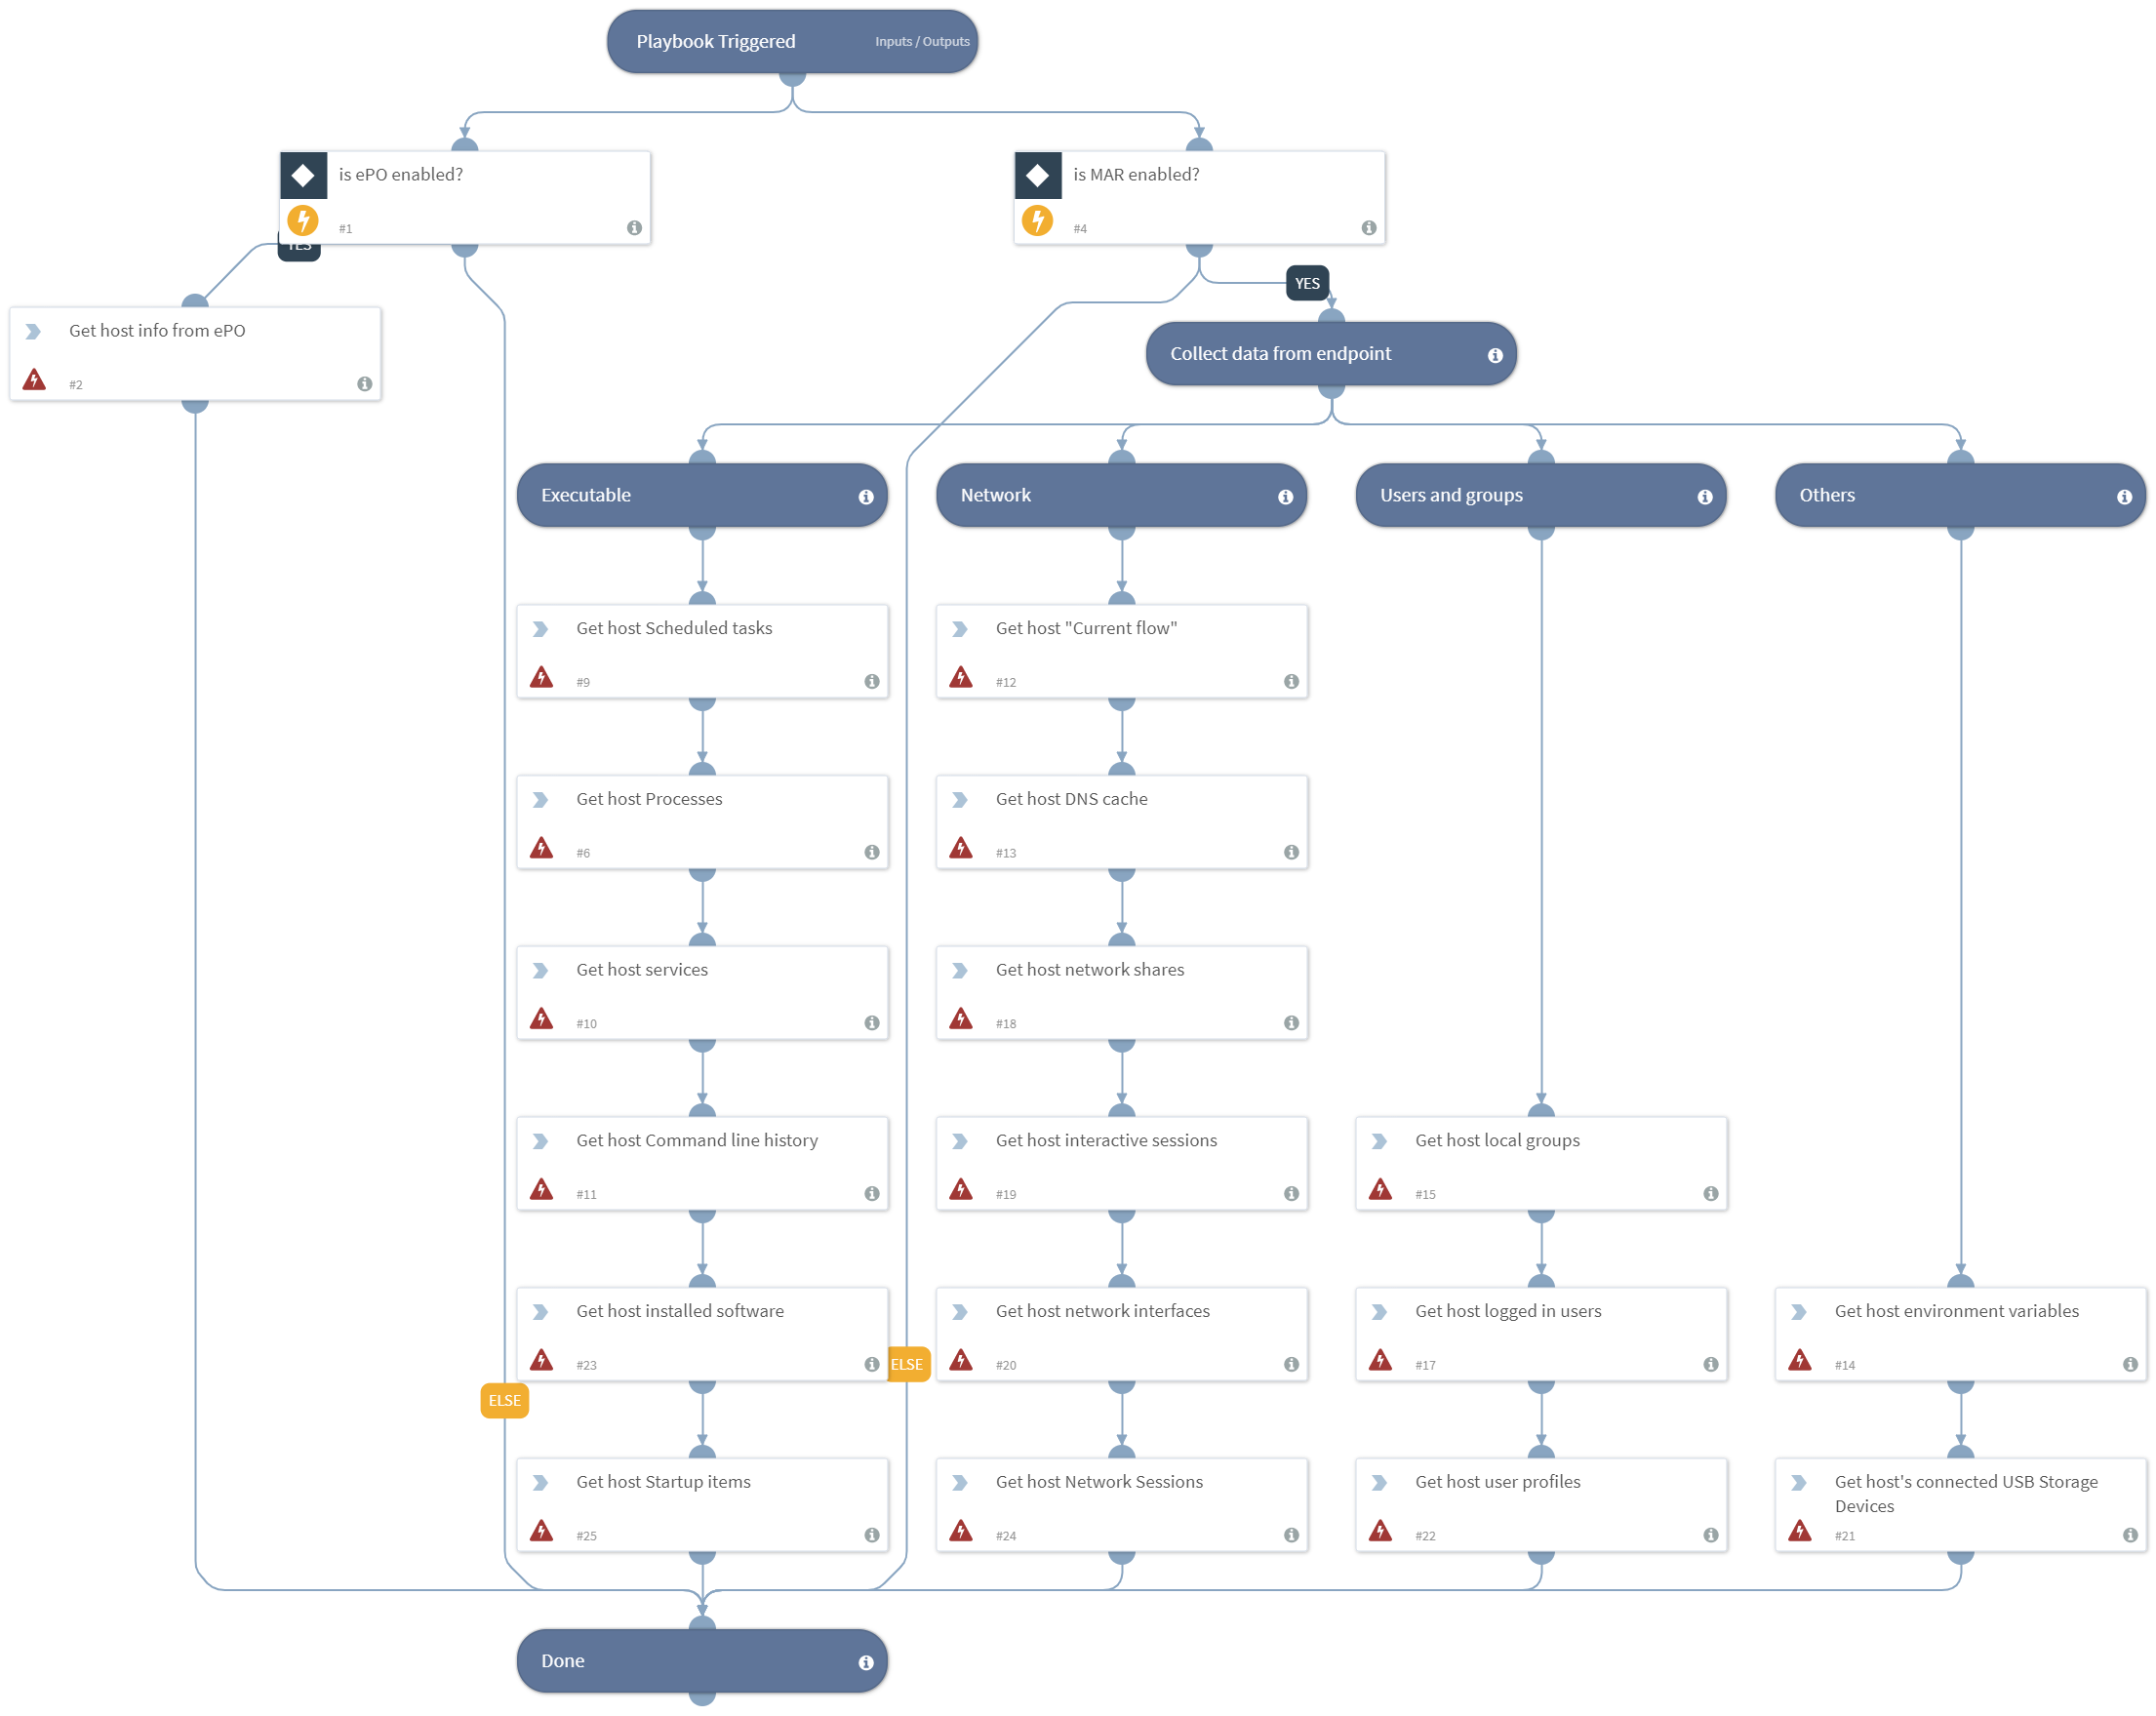 Playbook Triggered
Inputs / Outputs
is ePO enabled?
#1
is MAR enabled?
#4
YES
YES
Get host info from ePO
#2
Collect data from endpoint
Executable
Network
Users and groups
Others
Get host Scheduled tasks
#9
Get host "Current flow"
#12
Get host Processes
#6
Get host DNS cache
#13
Get host services
#10
Get host network shares
#18
Get host Command line history
#11
Get host interactive sessions
#19
Get host local groups
#15
Get host installed software
#23
ELSE
Get host network interfaces
#20
Get host logged in users
#17
Get host environment variables
#14
ELSE
Get host Startup items
#25
Get host Network Sessions
#24
Get host user profiles
#22
Get host's connected USB Storage
Devices
#21
Done